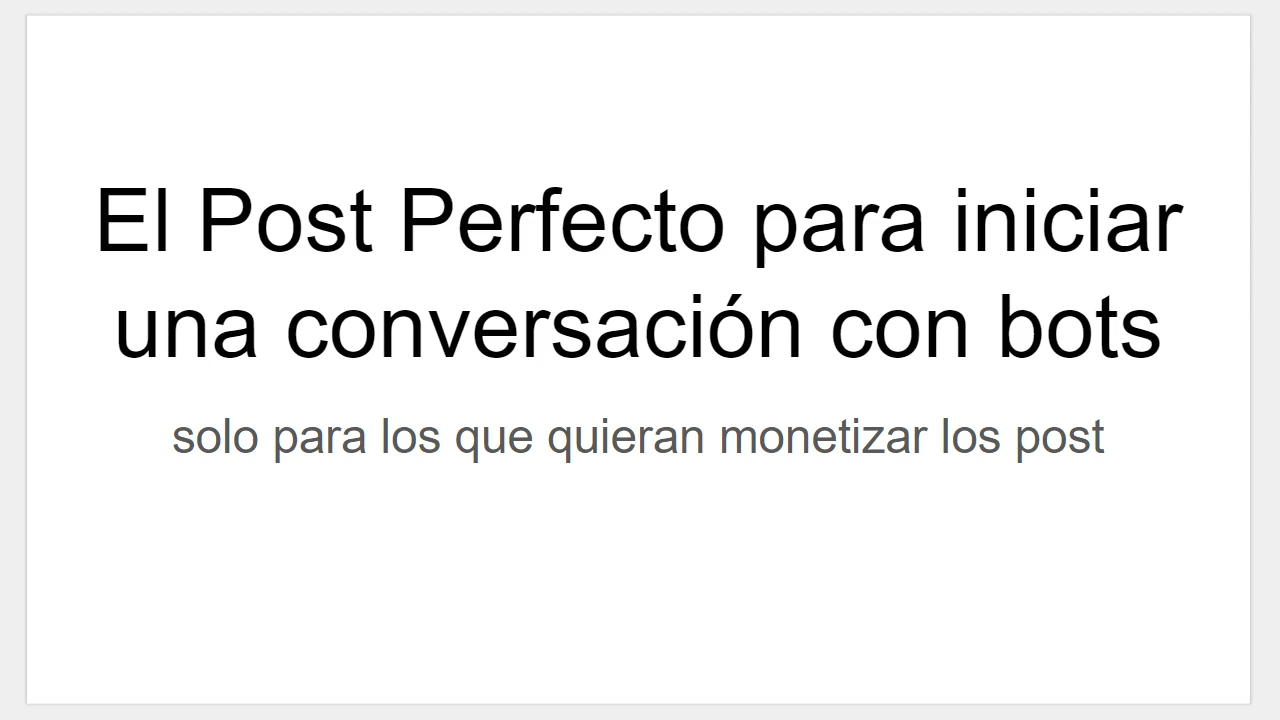 El Post Perfecto para iniciar
una conversación con bots
solo para los que quieran monetizar los post